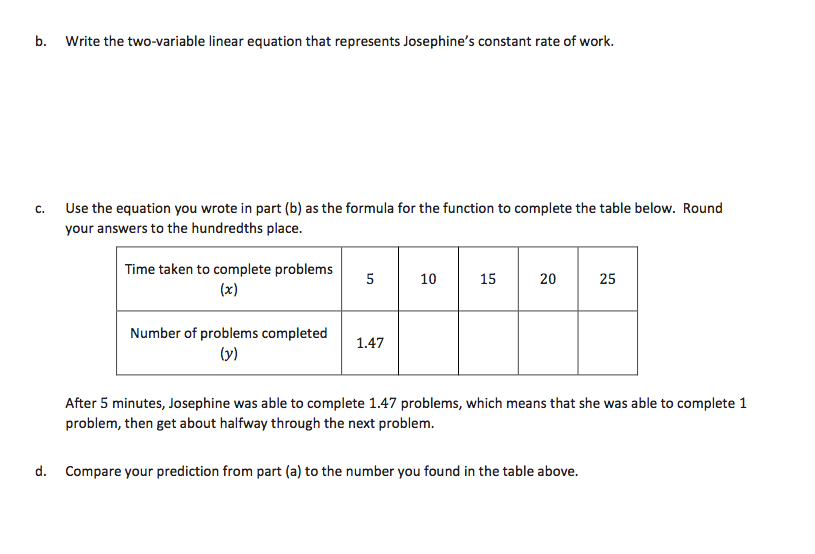 b. Write the two-variable linear equation that represents Josephine’s constant rate of work.
c. Use the equation you wrote in part (b) as the formula for the function to complete the table below. Round
your answers to the hundredths place.
Time taken to complete problems
(x)
5 10 15 20 25
Number of problems completed
(y)
1.47
After 5 minutes, Josephine was able to complete 1.47 problems, which means that she was able to complete 1
problem, then get about halfway through the next problem.
d. Compare your prediction from part (a) to the number you found in the table above.